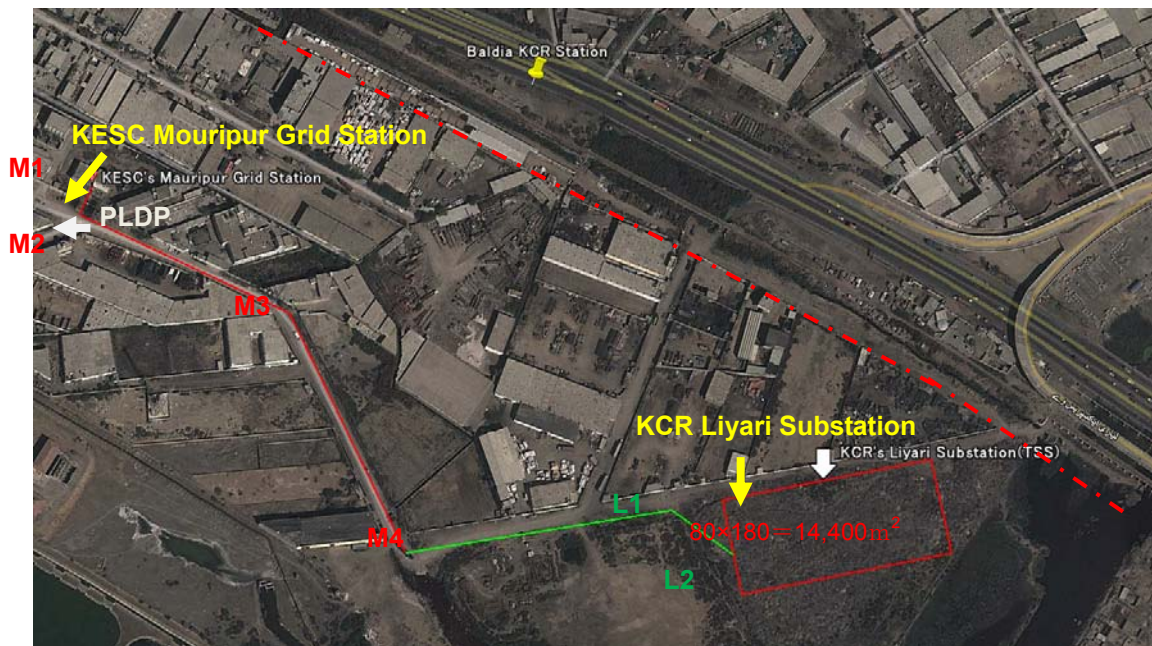 Baldia KCR Station
KESC Mouripur Grid Station
M1
KESC's Mauripur Grid Station
PLDP
M2
M3
KCR Liyari Substation
KCR's Liyari Substation(TSS)
L1
M4
80×180＝14,400m²
L2